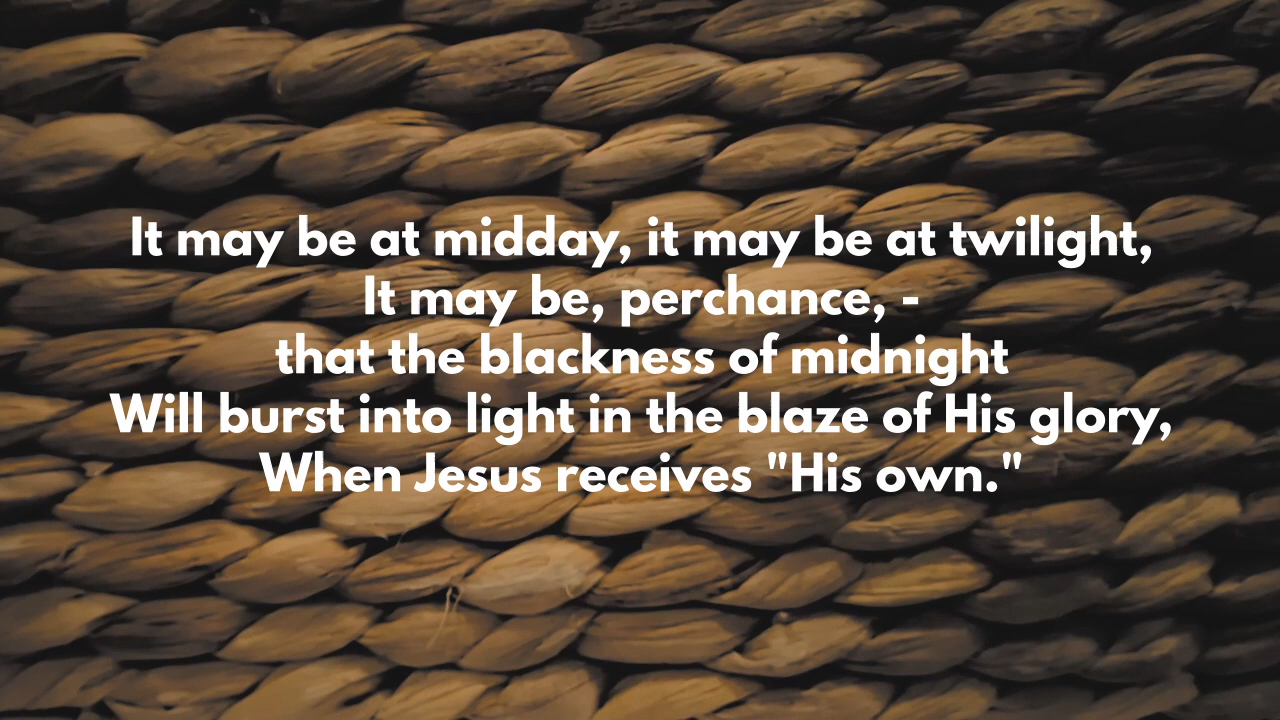 It may be at midday, it may be at twilight,
It may be, perchance, -
that the blackness of midnight
Will burst into light in the blaze of His glory,
When Jesus receives "His own."